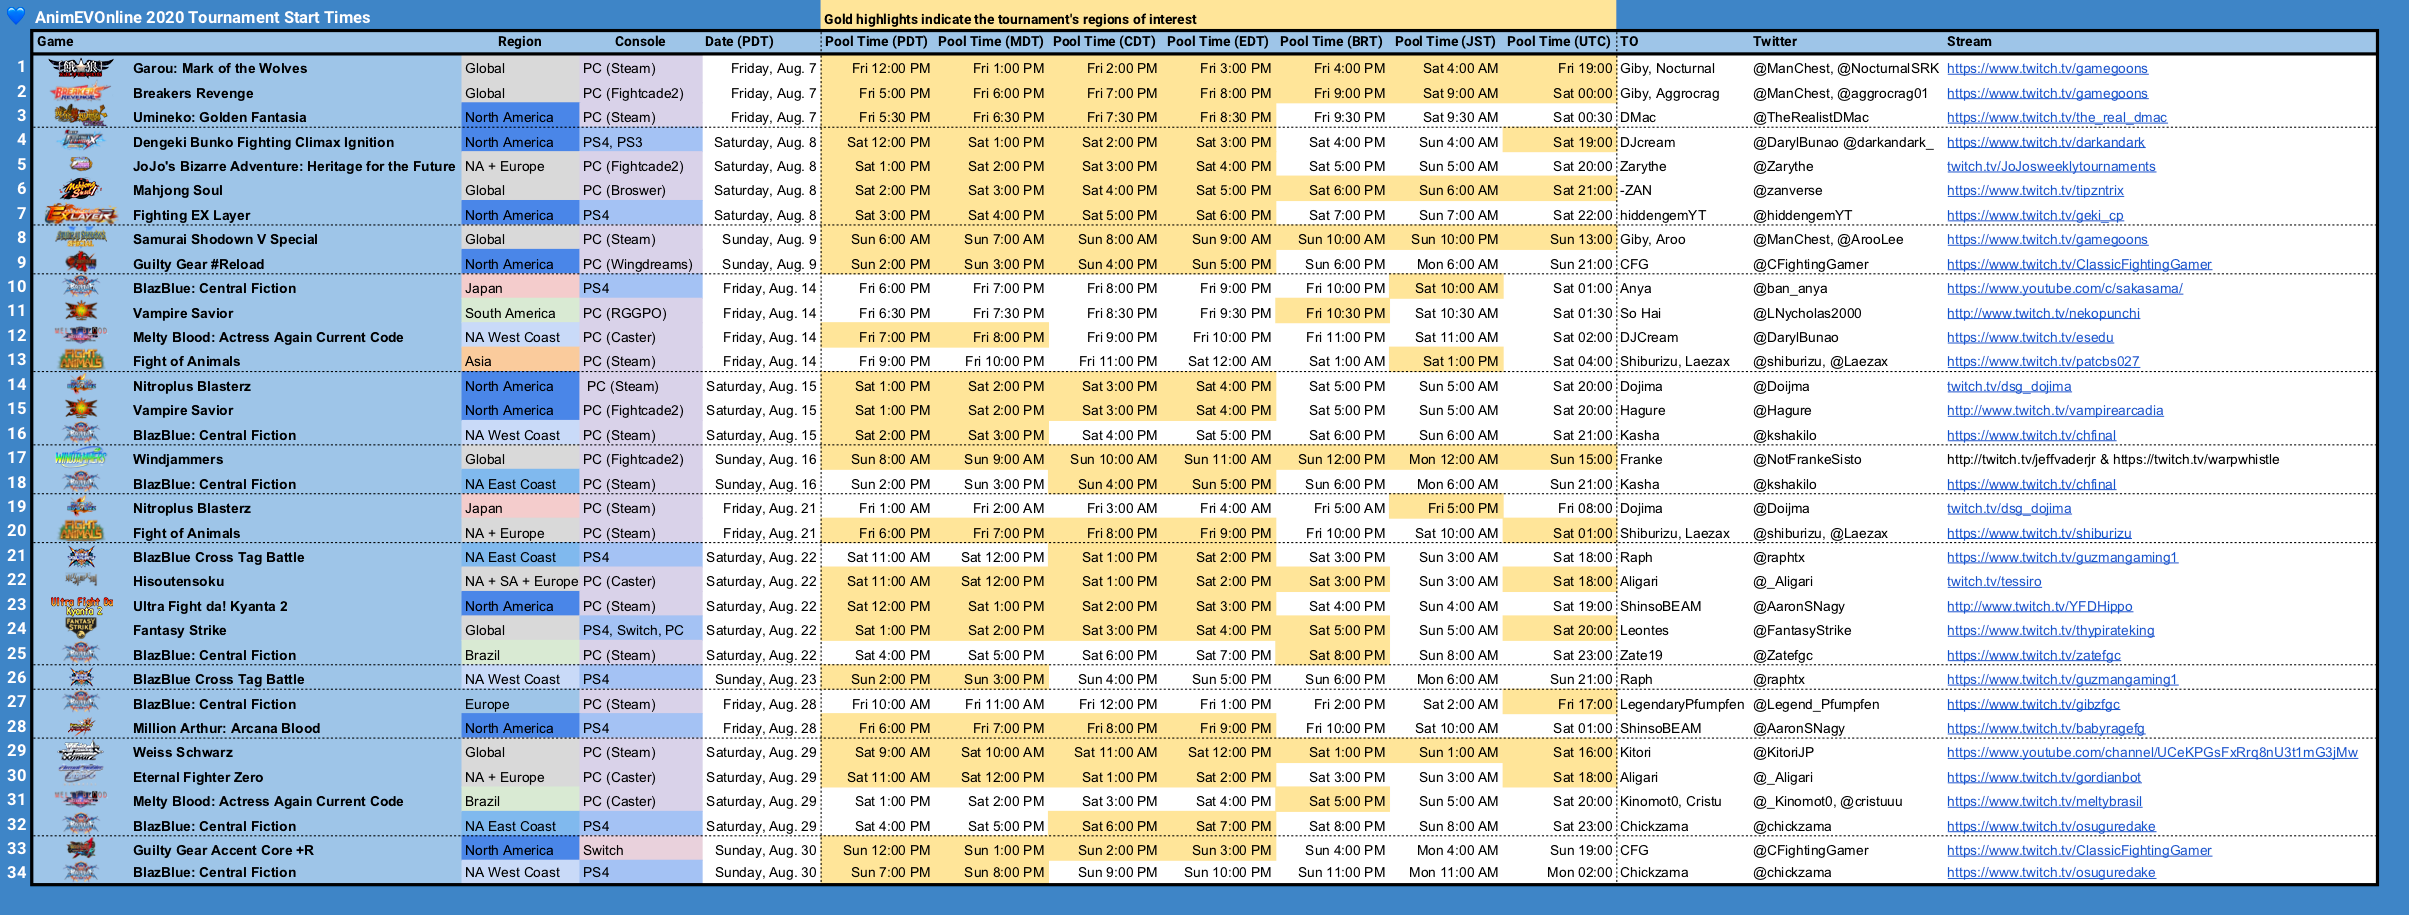 💙 AnimEVOnline 2020 Tournament Start Times
Gold highlights indicate the tournament's regions of interest
Game Region Console Date (PDT) Pool Time (PDT) Pool Time (MDT) Pool Time (CDT) Pool Time (EDT) Pool Time (BRT) Pool Time (JST) Pool Time (UTC) TO Twitter Stream
1 Garou: Mark of the Wolves Global PC (Steam) Friday, Aug. 7 Fri 12:00 PM Fri 1:00 PM Fri 2:00 PM Fri 3:00 PM Fri 4:00 PM Sat 4:00 AM Fri 19:00 Giby, Nocturnal @ManChest, @NocturnalSRK https://www.twitch.tv/gamegoons
2 Breakers Revenge Global PC (Fightcade2) Friday, Aug. 7 Fri 5:00 PM Fri 6:00 PM Fri 7:00 PM Fri 8:00 PM Fri 9:00 PM Sat 9:00 AM Sat 00:00 Giby, Aggrocrag @ManChest, @aggrocrag01 https://www.twitch.tv/gamegoons
3 Umineko: Golden Fantasia North America PC (Steam) Friday, Aug. 7 Fri 5:30 PM Fri 6:30 PM Fri 7:30 PM Fri 8:30 PM Fri 9:30 PM Sat 9:30 AM Sat 00:30 DMac @TheRealistDMac https://www.twitch.tv/the_real_dmac
4 Dengeki Bunko Fighting Climax Ignition North America PS4, PS3 Saturday, Aug. 8 Sat 12:00 PM Sat 1:00 PM Sat 2:00 PM Sat 3:00 PM Sat 4:00 PM Sun 4:00 AM Sat 19:00 DJcream @DarylBunao @darkandark_ https://www.twitch.tv/darkandark
5 JoJo's Bizarre Adventure: Heritage for the Future NA + Europe PC (Fightcade2) Saturday, Aug. 8 Sat 1:00 PM Sat 2:00 PM Sat 3:00 PM Sat 4:00 PM Sat 5:00 PM Sun 5:00 AM Sat 20:00 Zarythe @Zarythe twitch.tv/JoJosweeklytournaments
6 Mahjong Soul Global PC (Broswer) Saturday, Aug. 8 Sat 2:00 PM Sat 3:00 PM Sat 4:00 PM Sat 5:00 PM Sat 6:00 PM Sun 6:00 AM Sat 21:00 -ZAN @zanverse https://www.twitch.tv/tipzntrix
7 Fighting EX Layer North America PS4 Saturday, Aug. 8 Sat 3:00 PM Sat 4:00 PM Sat 5:00 PM Sat 6:00 PM Sat 7:00 PM Sun 7:00 AM Sat 22:00 hiddengemYT @hiddengemYT https://www.twitch.tv/geki_cp
8 Samurai Shodown V Special Global PC (Steam) Sunday, Aug. 9 Sun 6:00 AM Sun 7:00 AM Sun 8:00 AM Sun 9:00 AM Sun 10:00 AM Sun 10:00 PM Sun 13:00 Giby, Aroo @ManChest, @ArooLee https://www.twitch.tv/gamegoons
9 Guilty Gear #Reload North America PC (Wingdreams) Sunday, Aug. 9 Sun 2:00 PM Sun 3:00 PM Sun 4:00 PM Sun 5:00 PM Sun 6:00 PM Mon 6:00 AM Sun 21:00 CFG @CFightingGamer https://www.twitch.tv/ClassicFightingGamer
10 BlazBlue: Central Fiction Japan PS4 Friday, Aug. 14 Fri 6:00 PM Fri 7:00 PM Fri 8:00 PM Fri 9:00 PM Fri 10:00 PM Sat 10:00 AM Sat 01:00 Anya @ban_anya https://www.youtube.com/c/sakasama/
11 Vampire Savior South America PC (RGGPO) Friday, Aug. 14 Fri 6:30 PM Fri 7:30 PM Fri 8:30 PM Fri 9:30 PM Fri 10:30 PM Sat 10:30 AM Sat 01:30 So Hai @LNycholas2000 http://www.twitch.tv/nekopunchi
12 Melty Blood: Actress Again Current Code NA West Coast PC (Caster) Friday, Aug. 14 Fri 7:00 PM Fri 8:00 PM Fri 9:00 PM Fri 10:00 PM Fri 11:00 PM Sat 11:00 AM Sat 02:00 DJCream @DarylBunao https://www.twitch.tv/esedu
13 Fight of Animals Asia PC (Steam) Friday, Aug. 14 Fri 9:00 PM Fri 10:00 PM Fri 11:00 PM Sat 12:00 AM Sat 1:00 AM Sat 1:00 PM Sat 04:00 Shiburizu, Laezax @shiburizu, @Laezax https://www.twitch.tv/patcbs027
14 Nitroplus Blasterz North America PC (Steam) Saturday, Aug. 15 Sat 1:00 PM Sat 2:00 PM Sat 3:00 PM Sat 4:00 PM Sat 5:00 PM Sun 5:00 AM Sat 20:00 Dojima @Doijma twitch.tv/dsg_dojima
15 Vampire Savior North America PC (Fightcade2) Saturday, Aug. 15 Sat 1:00 PM Sat 2:00 PM Sat 3:00 PM Sat 4:00 PM Sat 5:00 PM Sun 5:00 AM Sat 20:00 Hagure @Hagure http://www.twitch.tv/vampirearcadia
16 BlazBlue: Central Fiction NA West Coast PC (Steam) Saturday, Aug. 15 Sat 2:00 PM Sat 3:00 PM Sat 4:00 PM Sat 5:00 PM Sat 6:00 PM Sun 6:00 AM Sat 21:00 Kasha @kshakilo https://www.twitch.tv/chfinal
17 Windjammers Global PC (Fightcade2) Sunday, Aug. 16 Sun 8:00 AM Sun 9:00 AM Sun 10:00 AM Sun 11:00 AM Sun 12:00 PM Mon 12:00 AM Sun 15:00 Franke @NotFrankeSisto http://twitch.tv/jeffvaderjr & https://twitch.tv/warpwhistle
18 BlazBlue: Central Fiction NA East Coast PC (Steam) Sunday, Aug. 16 Sun 2:00 PM Sun 3:00 PM Sun 4:00 PM Sun 5:00 PM Sun 6:00 PM Mon 6:00 AM Sun 21:00 Kasha @kshakilo https://www.twitch.tv/chfinal
19 Nitroplus Blasterz Japan PC (Steam) Friday, Aug. 21 Fri 1:00 AM Fri 2:00 AM Fri 3:00 AM Fri 4:00 AM Fri 5:00 AM Fri 5:00 PM Fri 08:00 Dojima @Doijma twitch.tv/dsg_dojima
20 Fight of Animals NA + Europe PC (Steam) Friday, Aug. 21 Fri 6:00 PM Fri 7:00 PM Fri 8:00 PM Fri 9:00 PM Fri 10:00 PM Sat 10:00 AM Sat 01:00 Shiburizu, Laezax @shiburizu, @Laezax https://www.twitch.tv/shiburizu
21 BlazBlue Cross Tag Battle NA East Coast PS4 Saturday, Aug. 22 Sat 11:00 AM Sat 12:00 PM Sat 1:00 PM Sat 2:00 PM Sat 3:00 PM Sun 3:00 AM Sat 18:00 Raph @raphtx https://www.twitch.tv/guzmangaming1
22 Hisoutensoku NA + SA + Europe PC (Caster) Saturday, Aug. 22 Sat 11:00 AM Sat 12:00 PM Sat 1:00 PM Sat 2:00 PM Sat 3:00 PM Sun 3:00 AM Sat 18:00 Aligari @_Aligari twitch.tv/tessiro
23 Ultra Fight da! Kyanta 2 North America PC (Steam) Saturday, Aug. 22 Sat 12:00 PM Sat 1:00 PM Sat 2:00 PM Sat 3:00 PM Sat 4:00 PM Sun 4:00 AM Sat 19:00 ShinsoBEAM @AaronSNagy http://www.twitch.tv/YFDHippo
24 Fantasy Strike Global PS4, Switch, PC Saturday, Aug. 22 Sat 1:00 PM Sat 2:00 PM Sat 3:00 PM Sat 4:00 PM Sat 5:00 PM Sun 5:00 AM Sat 20:00 Leontes @FantasyStrike https://www.twitch.tv/thypirateking
25 BlazBlue: Central Fiction Brazil PC (Steam) Saturday, Aug. 22 Sat 4:00 PM Sat 5:00 PM Sat 6:00 PM Sat 7:00 PM Sat 8:00 PM Sun 8:00 AM Sat 23:00 Zate19 @Zatefgc https://www.twitch.tv/zatefgc
26 BlazBlue Cross Tag Battle NA West Coast PS4 Sunday, Aug. 23 Sun 2:00 PM Sun 3:00 PM Sun 4:00 PM Sun 5:00 PM Sun 6:00 PM Mon 6:00 AM Sun 21:00 Raph @raphtx https://www.twitch.tv/guzmangaming1
27 BlazBlue: Central Fiction Europe PC (Steam) Friday, Aug. 28 Fri 10:00 AM Fri 11:00 AM Fri 12:00 PM Fri 1:00 PM Fri 2:00 PM Sat 2:00 AM Fri 17:00 LegendaryPfumpfen @Legend_Pfumpfen https://www.twitch.tv/gibzfgc
28 Million Arthur: Arcana Blood North America PS4 Friday, Aug. 28 Fri 6:00 PM Fri 7:00 PM Fri 8:00 PM Fri 9:00 PM Fri 10:00 PM Sat 10:00 AM Sat 01:00 ShinsoBEAM @AaronSNagy https://www.twitch.tv/babyragefg
29 Weiss Schwarz Global PC (Steam) Saturday, Aug. 29 Sat 9:00 AM Sat 10:00 AM Sat 11:00 AM Sat 12:00 PM Sat 1:00 PM Sun 1:00 AM Sat 16:00 Kitori @KitoriJP https://www.youtube.com/channel/UCeKPGsFxRrq8nU3t1mG3jMw
30 Eternal Fighter Zero NA + Europe PC (Caster) Saturday, Aug. 29 Sat 11:00 AM Sat 12:00 PM Sat 1:00 PM Sat 2:00 PM Sat 3:00 PM Sun 3:00 AM Sat 18:00 Aligari @_Aligari https://www.twitch.tv/gordianbot
31 Melty Blood: Actress Again Current Code Brazil PC (Caster) Saturday, Aug. 29 Sat 1:00 PM Sat 2:00 PM Sat 3:00 PM Sat 4:00 PM Sat 5:00 PM Sun 5:00 AM Sat 20:00 Kinomot0, Cristu @_Kinomot0, @cristuuu https://www.twitch.tv/meltybrasil
32 BlazBlue: Central Fiction NA East Coast PS4 Saturday, Aug. 29 Sat 4:00 PM Sat 5:00 PM Sat 6:00 PM Sat 7:00 PM Sat 8:00 PM Sun 8:00 AM Sat 23:00 Chickzama @chickzama https://www.twitch.tv/osuguredake
33 Guilty Gear Accent Core +R North America Switch Sunday, Aug. 30 Sun 12:00 PM Sun 1:00 PM Sun 2:00 PM Sun 3:00 PM Sun 4:00 PM Mon 4:00 AM Sun 19:00 CFG @CFightingGamer https://www.twitch.tv/ClassicFightingGamer
34 BlazBlue: Central Fiction NA West Coast PS4 Sunday, Aug. 30 Sun 7:00 PM Sun 8:00 PM Sun 9:00 PM Sun 10:00 PM Sun 11:00 PM Mon 11:00 AM Mon 02:00 Chickzama @chickzama https://www.twitch.tv/osuguredake